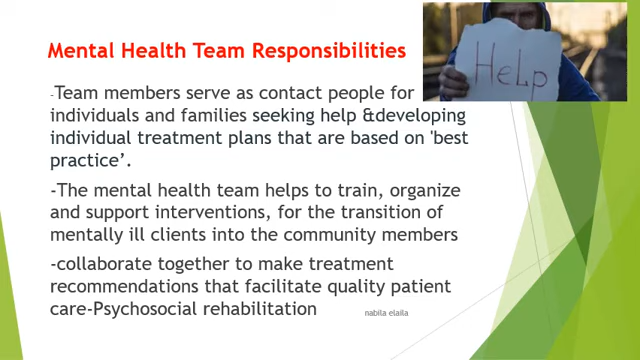 Mental Health Team Responsibilities
HeLp
-Team members serve as contact people for
individuals and families seeking help &developing
individual treatment plans that are based on 'best
practice’.
-The mental health team helps to train, organize
and support interventions, for the transition of
mentally ill clients into the community members
-collaborate together to make treatment
recommendations that facilitate quality patient
care-Psychosocial rehabilitation
nabila elaila